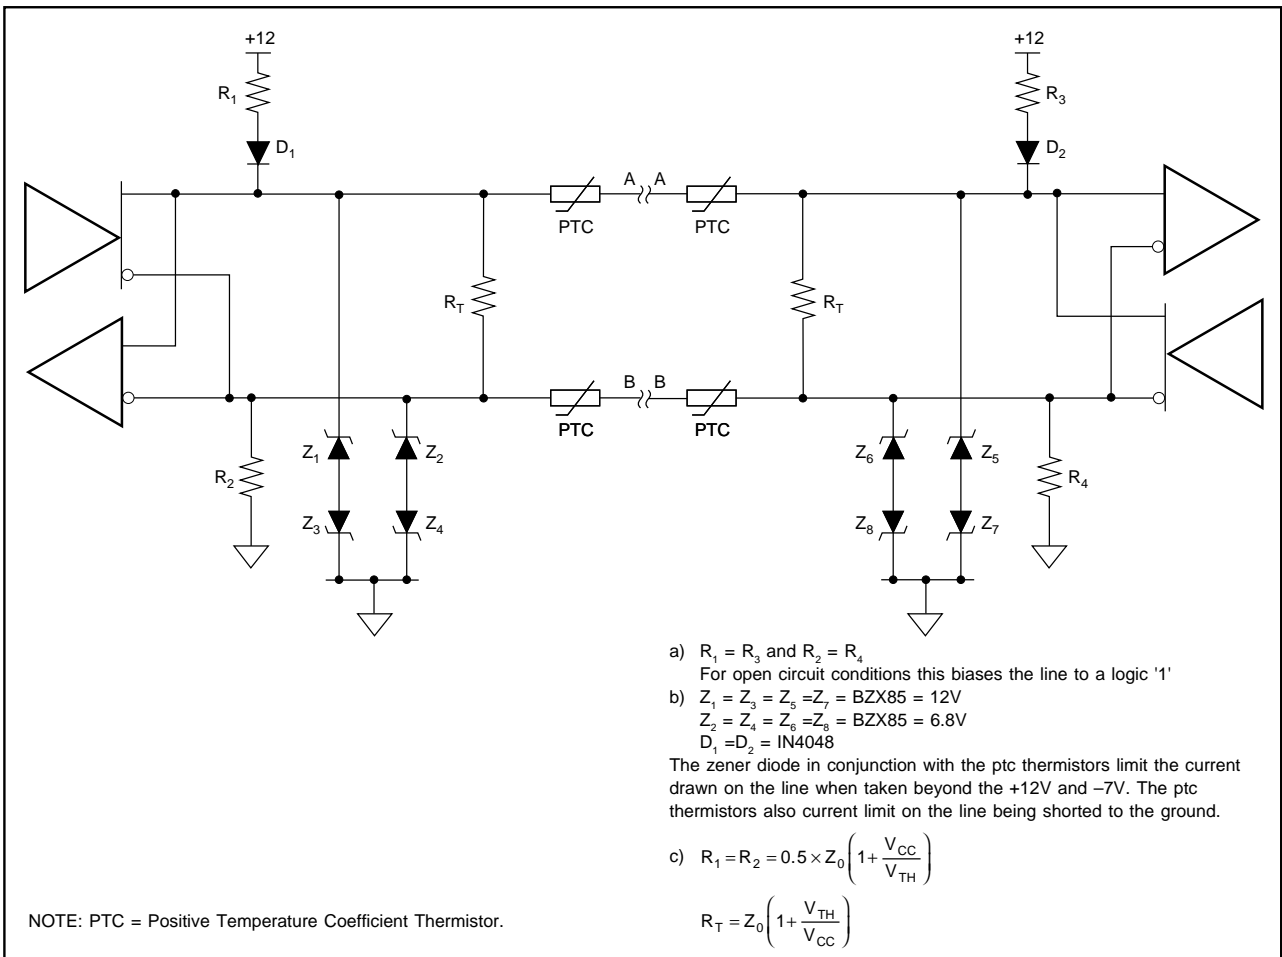 +12
+12
R1
R3
D1
D2
A A
PTC
PTC
RT
RT
B B
PTC
PTC
Z1
Z2
Z6
Z5
R2
R4
Z3
Z4
Z8
Z7
a) R1 = R3 and R2 = R4
For open circuit conditions this biases the line to a logic '1'
b) Z1 = Z3 = Z5 =Z7 = BZX85 = 12V
Z2 = Z4 = Z6 =Z8 = BZX85 = 6.8V
D1 =D2 = IN4048
The zener diode in conjunction with the ptc thermistors limit the current
drawn on the line when taken beyond the +12V and –7V. The ptc
thermistors also current limit on the line being shorted to the ground.
c) R1 = R2 = 0.5 × Z0 (1 + VCC / VTH)
RT = Z0 (1 + VTH / VCC)
NOTE: PTC = Positive Temperature Coefficient Thermistor.